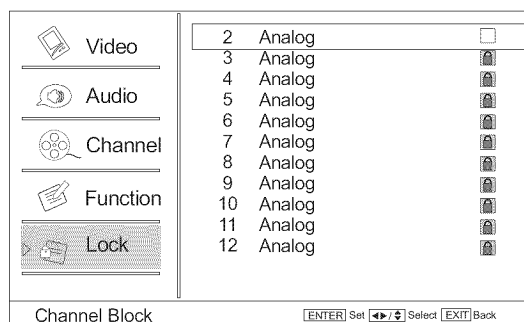 Video
Audio
Channel
Function
Lock
2 Analog
3 Analog
4 Analog
5 Analog
6 Analog
7 Analog
8 Analog
9 Analog
10 Analog
11 Analog
12 Analog
Channel Block
ENTER Set ◀▶/▲▼ Select EXIT Back